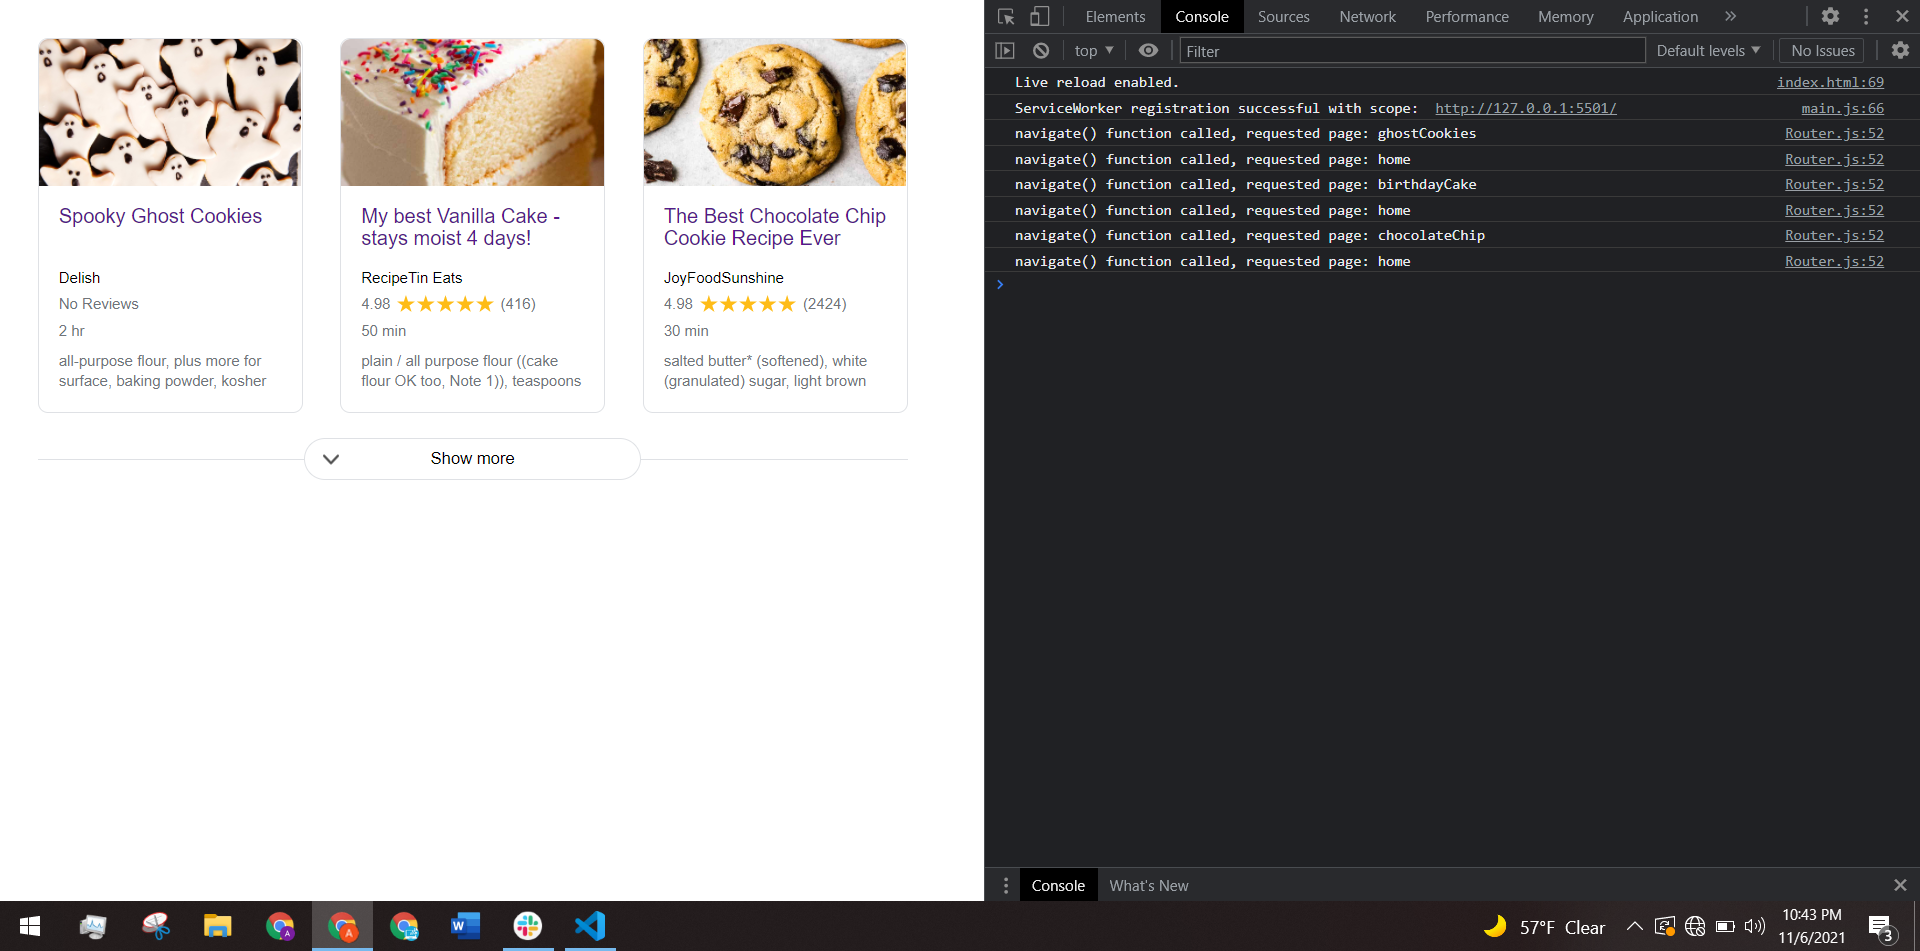 Spooky Ghost Cookies
Delish
No Reviews
2 hr
all-purpose flour, plus more for
surface, baking powder, kosher
My best Vanilla Cake -
stays moist 4 days!
RecipeTin Eats
4.98 ★★★★★ (416)
50 min
plain / all purpose flour ((cake
flour OK too, Note 1)), teaspoons
The Best Chocolate Chip
Cookie Recipe Ever
JoyFoodSunshine
4.98 ★★★★★ (2424)
30 min
salted butter* (softened), white
(granulated) sugar, light brown
Show more
Elements Console Sources Network Performance Memory Application
top Filter Default levels No Issues
Live reload enabled. index.html:69
ServiceWorker registration successful with scope: http://127.0.0.1:5501/ main.js:66
navigate() function called, requested page: ghostCookies Router.js:52
navigate() function called, requested page: home Router.js:52
navigate() function called, requested page: birthdayCake Router.js:52
navigate() function called, requested page: home Router.js:52
navigate() function called, requested page: chocolateChip Router.js:52
navigate() function called, requested page: home Router.js:52
Console What's New
A A W 57°F Clear 10:43 PM
11/6/2021 3